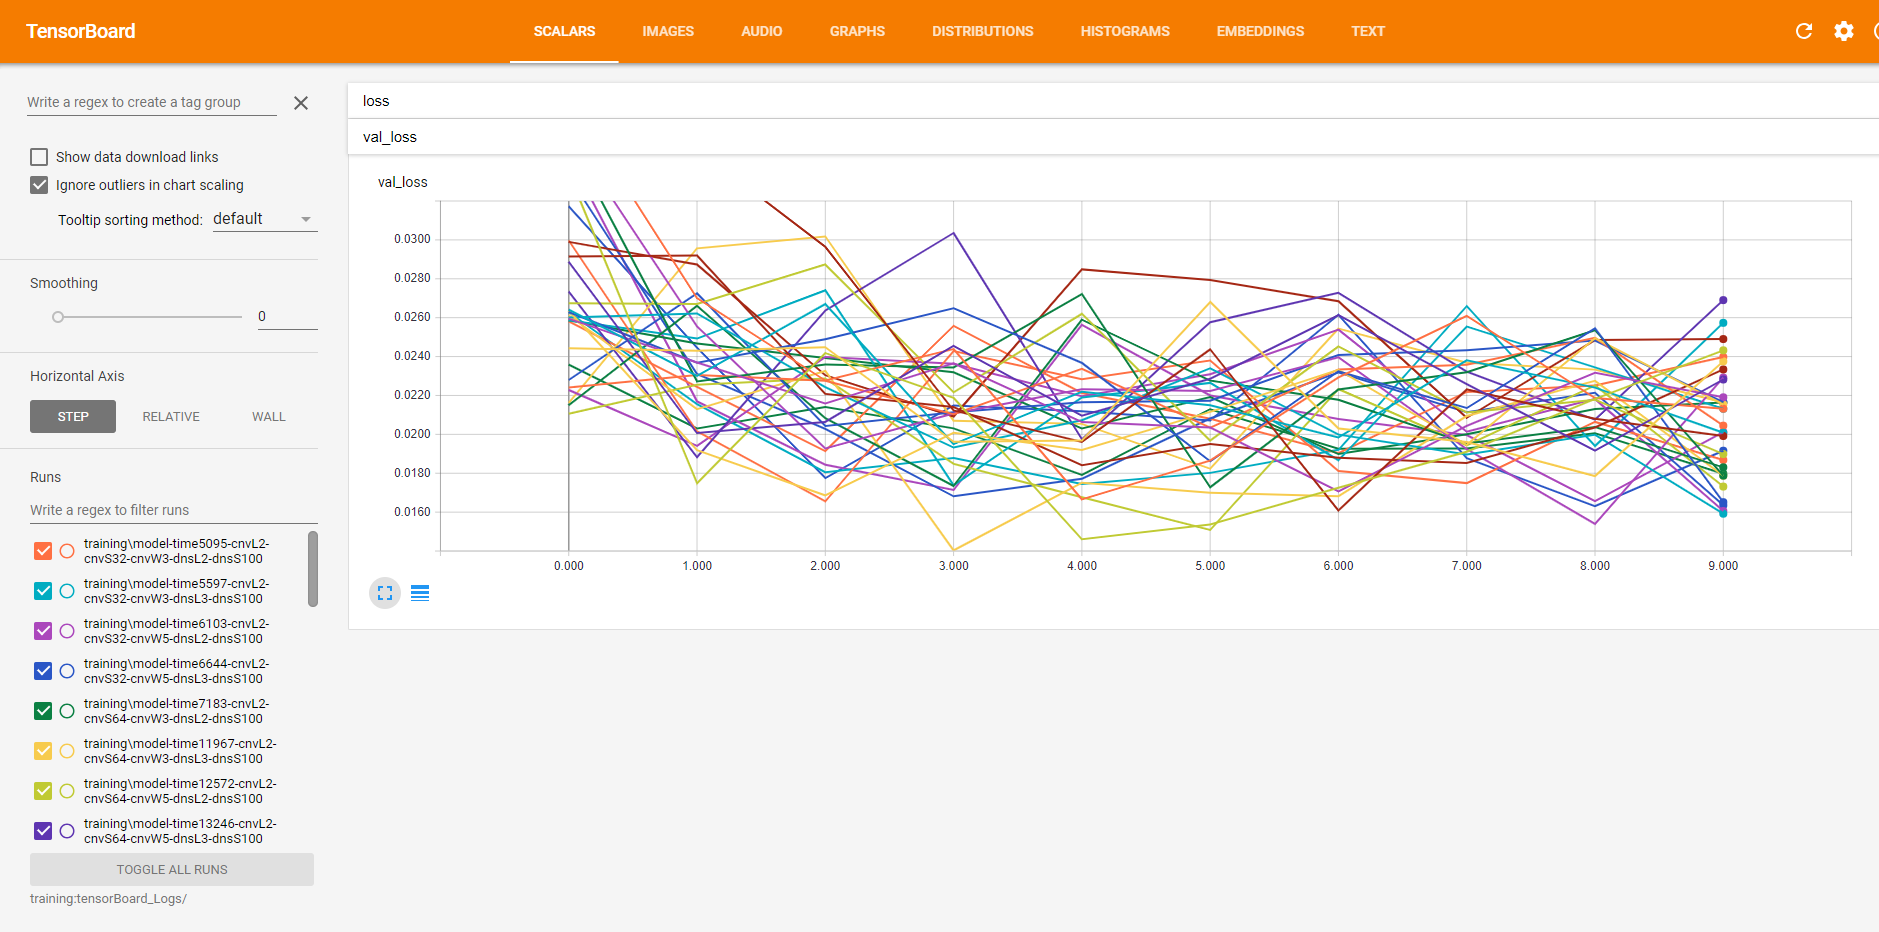 TensorBoard
SCALARS IMAGES AUDIO GRAPHS DISTRIBUTIONS HISTOGRAMS EMBEDDINGS TEXT
Write a regex to create a tag group
Show data download links
Ignore outliers in chart scaling
Tooltip sorting method: default
Smoothing
0
Horizontal Axis
STEP RELATIVE WALL
Runs
Write a regex to filter runs
training\model-time5095-cnvL2-
cnvS32-cnvW3-dnsL2-dnsS100
training\model-time5597-cnvL2-
cnvS32-cnvW3-dnsL3-dnsS100
training\model-time6103-cnvL2-
cnvS32-cnvW5-dnsL2-dnsS100
training\model-time6644-cnvL2-
cnvS32-cnvW5-dnsL3-dnsS100
training\model-time7183-cnvL2-
cnvS64-cnvW3-dnsL2-dnsS100
training\model-time11967-cnvL2-
cnvS64-cnvW3-dnsL3-dnsS100
training\model-time12572-cnvL2-
cnvS64-cnvW5-dnsL2-dnsS100
training\model-time13246-cnvL2-
cnvS64-cnvW5-dnsL3-dnsS100
TOGGLE ALL RUNS
training:tensorBoard_Logs/
loss
val_loss
val_loss
0.0300
0.0280
0.0260
0.0240
0.0220
0.0200
0.0180
0.0160
0.000 1.000 2.000 3.000 4.000 5.000 6.000 7.000 8.000 9.000